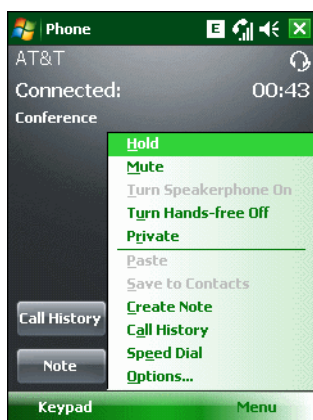 Phone
E
AT&T
Connected: 00:43
Conference
Hold
Mute
Turn Speakerphone On
Turn Hands-free Off
Private
Paste
Save to Contacts
Create Note
Call History
Speed Dial
Options...
Call History
Note
Keypad Menu